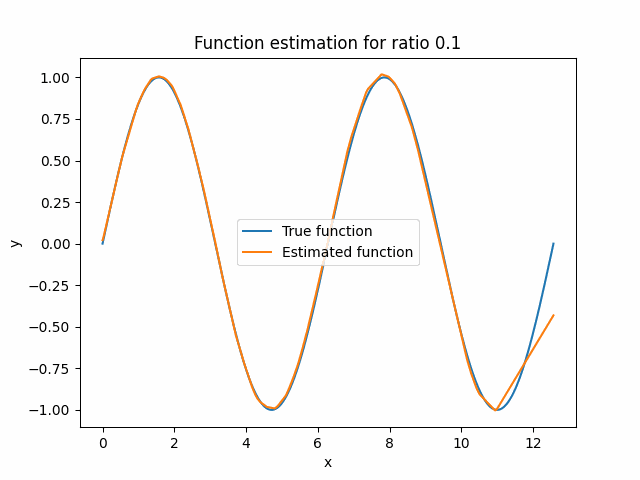 Function estimation for ratio 0.1
1.00
0.75
0.50
0.25
0.00
−0.25
−0.50
−0.75
−1.00
y
True function
Estimated function
0 2 4 6 8 10 12
x